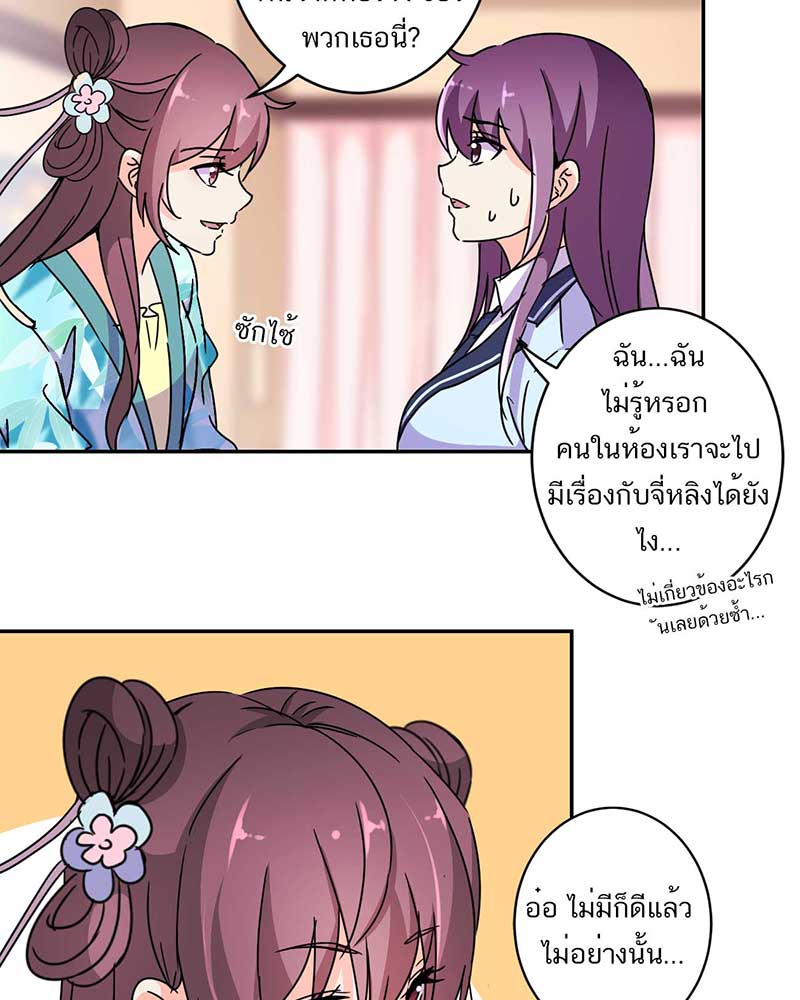 พวกเธอนี่?
ซักไซ้
ฉัน...ฉัน
ไม่รู้หรอก
คนในห้องเราจะไป
มีเรื่องกับจี่หลิงได้ยัง
ไง...
ไม่เกี่ยวข้องอะไรก
ันเลยด้วยซ้ำ...
อ๋อ ไม่มีก็ดีแล้ว
ไม่อย่างนั้น...